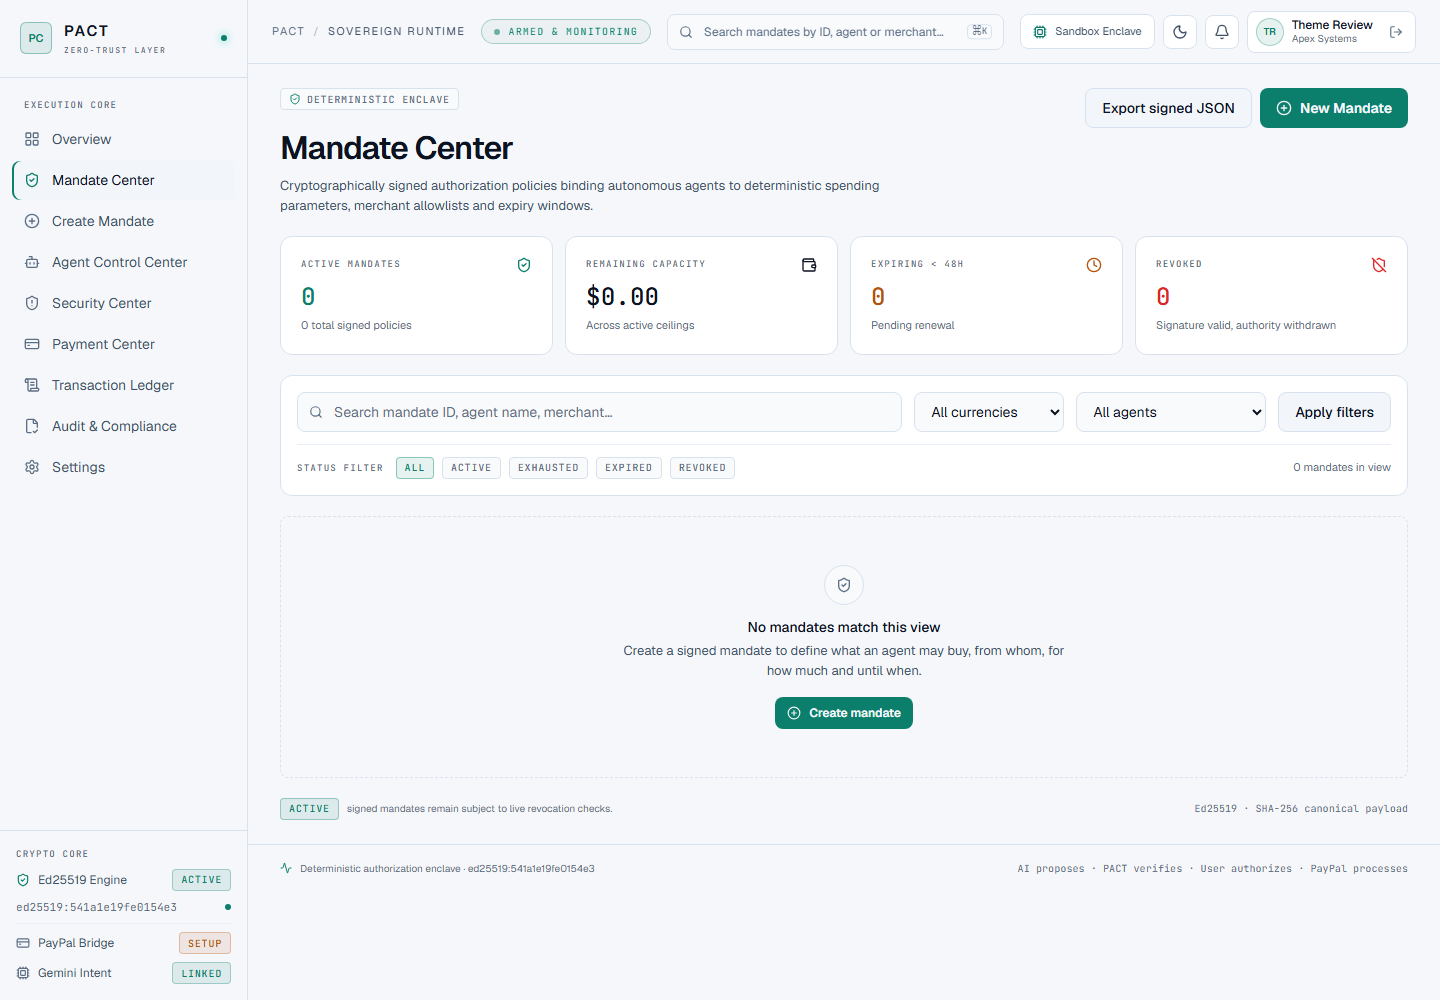 PC
PACT
ZERO-TRUST LAYER
EXECUTION CORE
Overview
Mandate Center
Create Mandate
Agent Control Center
Security Center
Payment Center
Transaction Ledger
Audit & Compliance
Settings
CRYPTO CORE
Ed25519 Engine
ACTIVE
ed25519:541a1e19fe0154e3
PayPal Bridge
SETUP
Gemini Intent
LINKED
PACT / SOVEREIGN RUNTIME
ARMED & MONITORING
Search mandates by ID, agent or merchant...
⌘K
Sandbox Enclave
TR
Theme Review
Apex Systems
DETERMINISTIC ENCLAVE
Mandate Center
Cryptographically signed authorization policies binding autonomous agents to deterministic spending
parameters, merchant allowlists and expiry windows.
Export signed JSON
New Mandate
ACTIVE MANDATES
0
0 total signed policies
REMAINING CAPACITY
$0.00
Across active ceilings
EXPIRING < 48H
0
Pending renewal
REVOKED
0
Signature valid, authority withdrawn
Search mandate ID, agent name, merchant...
All currencies
All agents
Apply filters
STATUS FILTER
ALL
ACTIVE
EXHAUSTED
EXPIRED
REVOKED
0 mandates in view
No mandates match this view
Create a signed mandate to define what an agent may buy, from whom, for
how much and until when.
Create mandate
ACTIVE
signed mandates remain subject to live revocation checks.
Ed25519 · SHA-256 canonical payload
Deterministic authorization enclave · ed25519:541a1e19fe0154e3
AI proposes · PACT verifies · User authorizes · PayPal processes